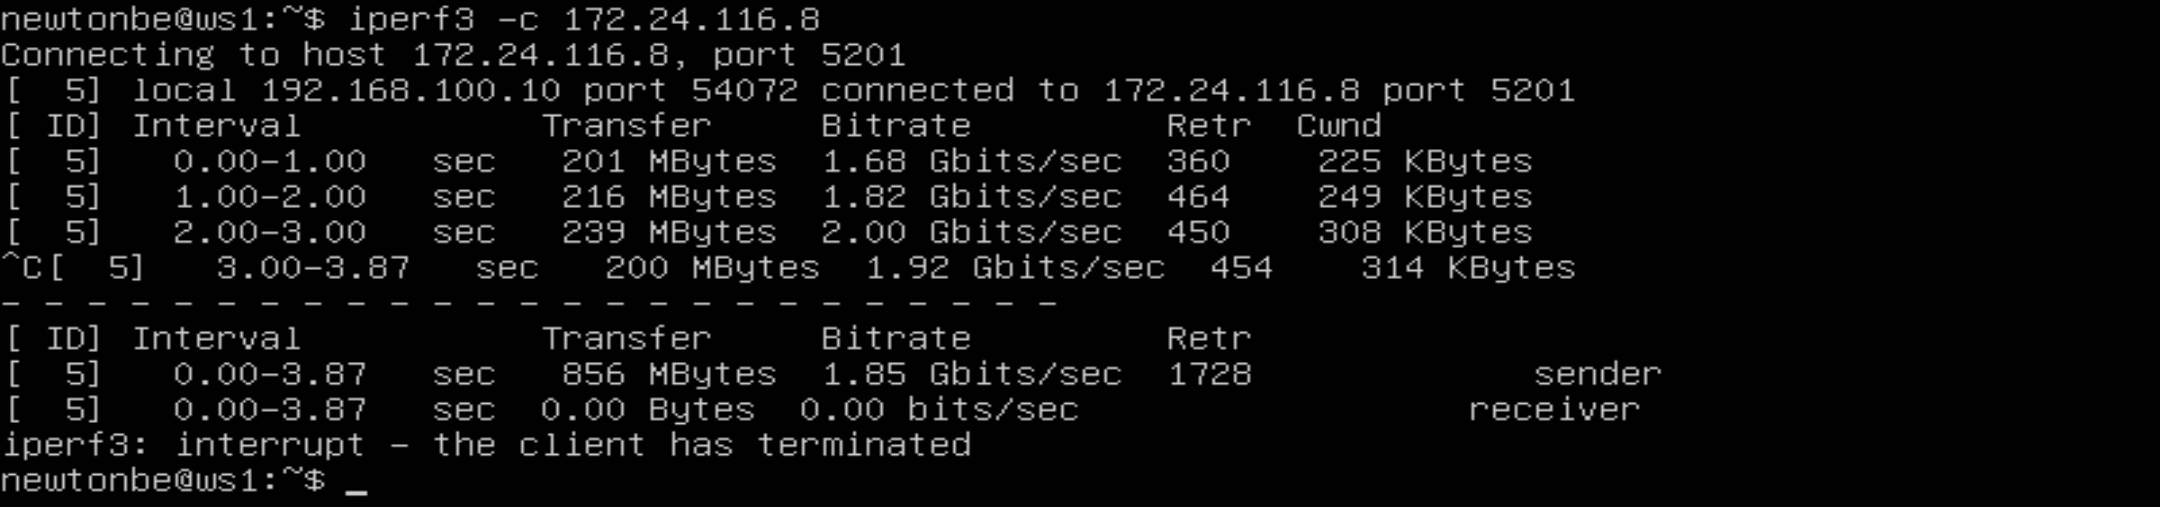 newtonbe@ws1:~$ iperf3 -c 172.24.116.8
Connecting to host 172.24.116.8, port 5201
[  5] local 192.168.100.10 port 54072 connected to 172.24.116.8 port 5201
[ ID] Interval           Transfer     Bitrate         Retr  Cwnd
[  5]   0.00-1.00   sec   201 MBytes  1.68 Gbits/sec  360    225 KBytes
[  5]   1.00-2.00   sec   216 MBytes  1.82 Gbits/sec  464    249 KBytes
[  5]   2.00-3.00   sec   239 MBytes  2.00 Gbits/sec  450    308 KBytes
^C[  5]   3.00-3.87   sec   200 MBytes  1.92 Gbits/sec  454    314 KBytes
- - - - - - - - - - - - - - - - - - - - - - - - -
[ ID] Interval           Transfer     Bitrate         Retr
[  5]   0.00-3.87   sec   856 MBytes  1.85 Gbits/sec  1728             sender
[  5]   0.00-3.87   sec  0.00 Bytes  0.00 bits/sec                  receiver
iperf3: interrupt - the client has terminated
newtonbe@ws1:~$ _